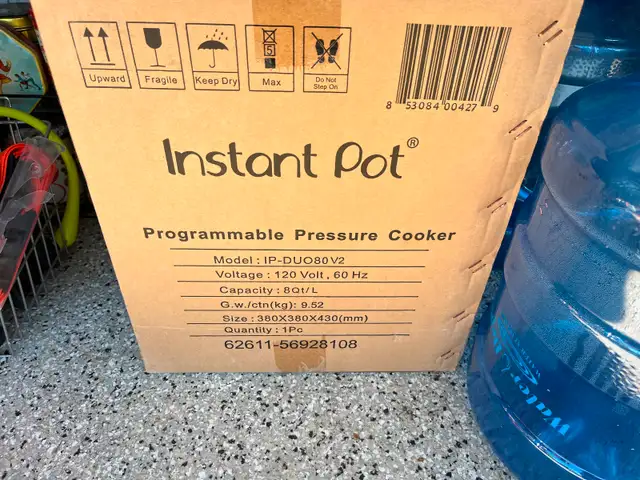 Upward
Fragile
Keep Dry
5
Max
Do Not
Step On
8 53084 00427 9
Instant Pot®
Programmable Pressure Cooker
Model : IP-DUO80V2
Voltage : 120 Volt , 60 Hz
Capacity : 8Qt/L
G.w./ctn(kg): 9.52
Size : 380X380X430(mm)
Quantity : 1Pc
62611-56928108